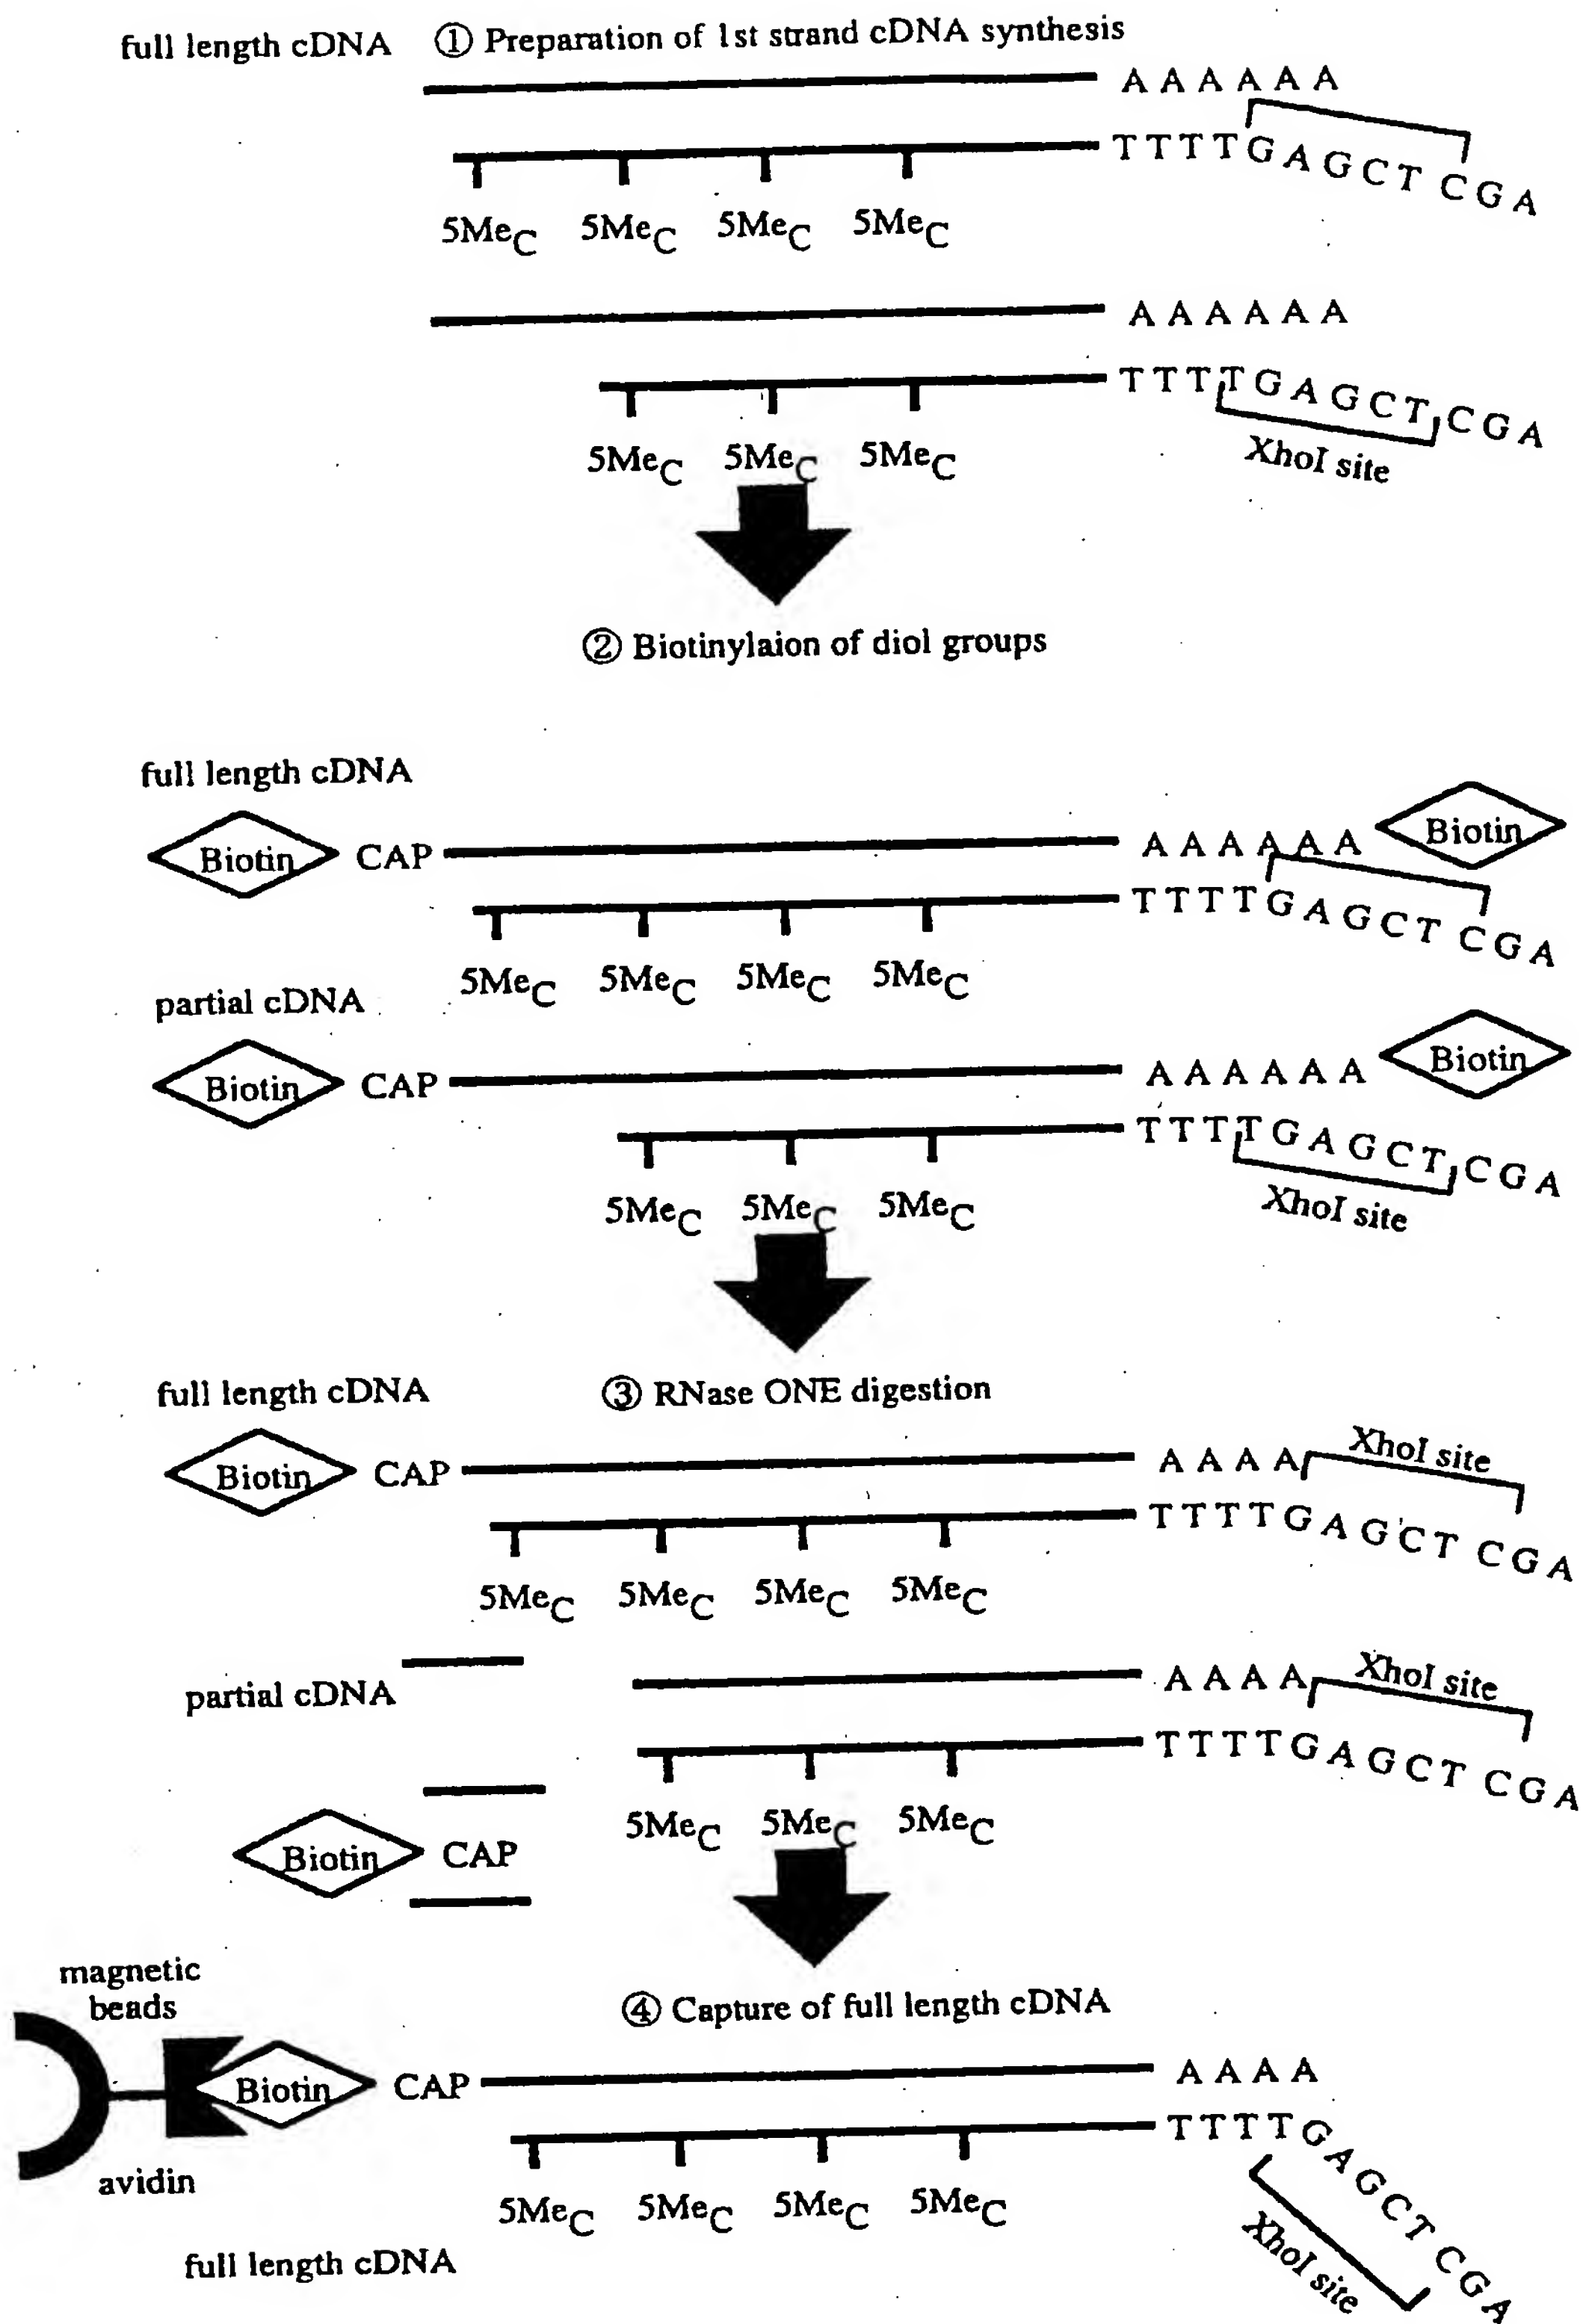 full length cDNA ① Preparation of 1st strand cDNA synthesis
A A A A A A
T T T T G A G C T C G A
5MeC 5MeC 5MeC 5MeC
A A A A A A
T T T T G A G C T C G A
XhoI site
5MeC 5MeC 5MeC
② Biotinylaion of diol groups
full length cDNA
Biotin CAP A A A A A A Biotin
T T T T G A G C T C G A
5MeC 5MeC 5MeC 5MeC
partial cDNA
Biotin CAP A A A A A A Biotin
T T T T G A G C T C G A
XhoI site
5MeC 5MeC 5MeC
full length cDNA ③ RNase ONE digestion
Biotin CAP A A A A XhoI site
T T T T G A G C T C G A
5MeC 5MeC 5MeC 5MeC
partial cDNA A A A A XhoI site
T T T T G A G C T C G A
5MeC 5MeC 5MeC
Biotin CAP
magnetic
beads
④ Capture of full length cDNA
Biotin CAP A A A A
T T T T G A G C T C G A
XhoI site
avidin
5MeC 5MeC 5MeC 5MeC
full length cDNA